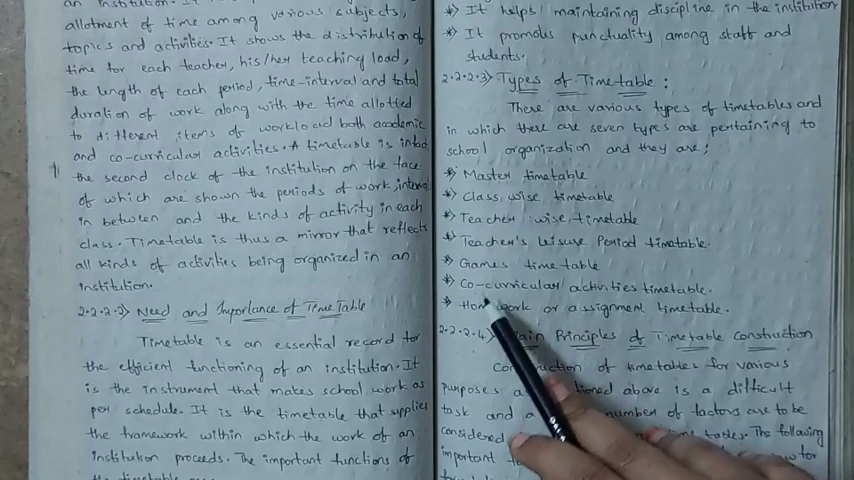 an institution. It
allotment of time among various subjects,
topics and activities. It shows the distribution of
time for each teacher, his/her teaching load,
the length of each period, time-interval and total
duration of work along with the time allotted
to different items of workload both academic
and co-curricular activities. A timetable is infact
the second clock of the institution on the face
of which are shown the periods of work, interval
in between and the kinds of activity in each
class. Timetable is thus a mirror that reflects
all kinds of activities being organized in an
institution.
2.2.2.2) Need and Importance of Time Table
Timetable is an essential record for
the efficient functioning of an institution. It
is the instrument that makes school work as
per schedule. It is the timetable that supplies
the framework within which the work of an
institution proceeds. The important functions of
* It helps maintaining discipline in the institution
* It promotes punctuality among staff and
students.
2.2.2.3) Types of Timetable :
There are various types of timetables and
in which there are seven types are pertaining to
school organization and they are;
* Master timetable
* Class wise timetable
* Teacher wise timetable
* Teacher's leisure Period timetable.
* Games timetable
* Co-curricular activities timetable.
* Home work or assignment timetable.
2.2.2.4) Main Principles of Timetable Construction
Construction of timetables for various
purposes as mentioned above is a difficult
task and a number of factors are to be
considered tables. The following
important for